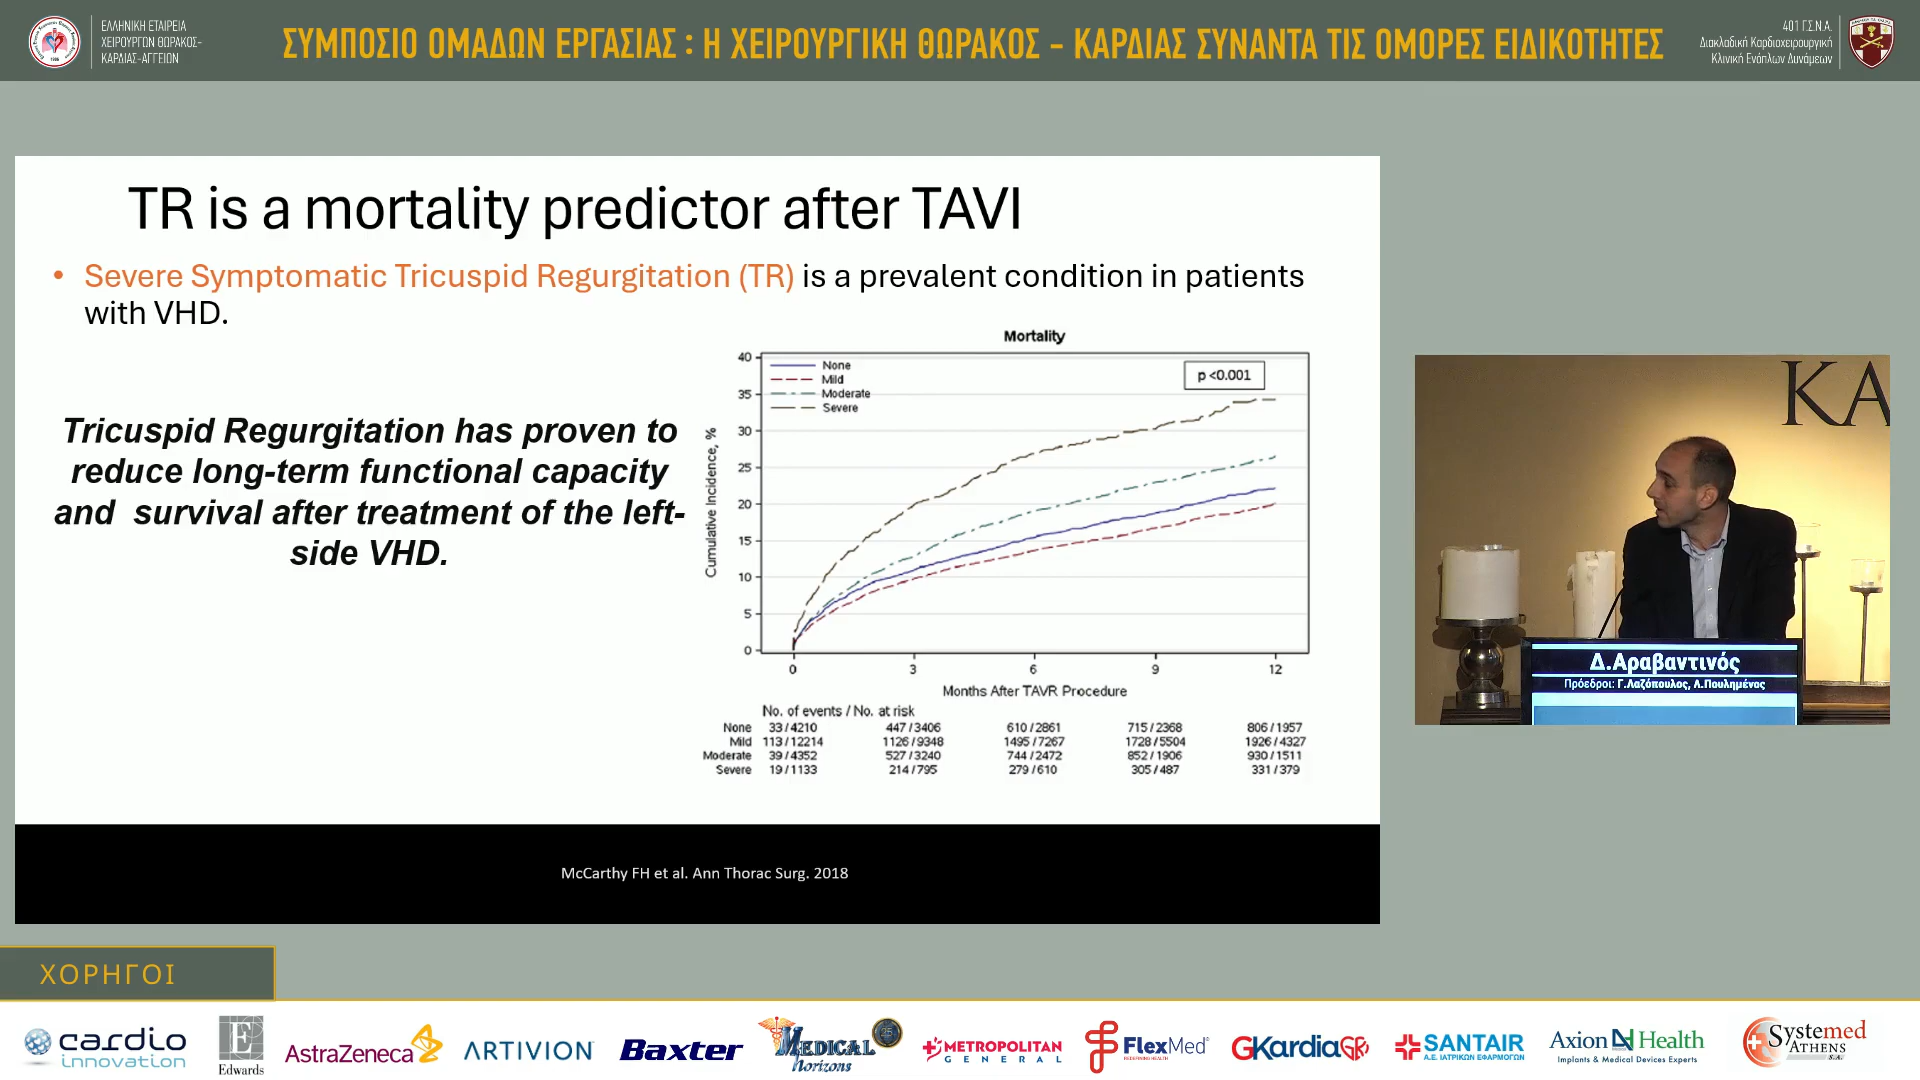 ΕΛΛΗΝΙΚΗ ΕΤΑΙΡΕΙΑ
ΧΕΙΡΟΥΡΓΩΝ ΘΩΡΑΚΟΣ-
ΚΑΡΔΙΑΣ-ΑΓΓΕΙΩΝ
ΣΥΜΠΟΣΙΟ ΟΜΑΔΩΝ ΕΡΓΑΣΙΑΣ : Η ΧΕΙΡΟΥΡΓΙΚΗ ΘΩΡΑΚΟΣ – ΚΑΡΔΙΑΣ ΣΥΝΑΝΤΑ ΤΙΣ ΟΜΟΡΕΣ ΕΙΔΙΚΟΤΗΤΕΣ
401 Γ.Σ.Ν.Α.
Διακλαδική Καρδιοχειρουργική
Κλινική Ενόπλων Δυνάμεων
TR is a mortality predictor after TAVI
• Severe Symptomatic Tricuspid Regurgitation (TR) is a prevalent condition in patients
with VHD.
Tricuspid Regurgitation has proven to
reduce long-term functional capacity
and survival after treatment of the left-
side VHD.
Mortality
None
Mild
Moderate
Severe
p <0.001
Cumulative Incidence, %
40
35
30
25
20
15
10
5
0
0 3 6 9 12
Months After TAVR Procedure
No. of events / No. at risk
None 33 / 4210 447 / 3406 610 / 2861 715 / 2368 806 / 1957
Mild 113 / 12214 1126 / 9348 1495 / 7267 1728 / 5504 1926 / 4327
Moderate 39 / 4352 527 / 3240 744 / 2472 852 / 1906 930 / 1511
Severe 19 / 1133 214 / 795 279 / 610 305 / 487 331 / 379
McCarthy FH et al. Ann Thorac Surg. 2018
KA
Δ.Αραβαντινός
Πρόεδροι: Γ.Λαζόπουλος, Λ.Πουλημένος
ΧΟΡΗΓΟΙ
cardio
innovation
E
Edwards
AstraZeneca
ARTIVION
Baxter
MEDICAL
Horizons
25
METROPOLITAN
GENERAL
FlexMed
REDEFINING HEALTH
GKardiaGR
SANTAIR
Α.Ε. ΙΑΤΡΙΚΩΝ ΕΦΑΡΜΟΓΩΝ
Axion Health
Implants & Medical Devices Experts
Systemed
ATHENS
S.A.